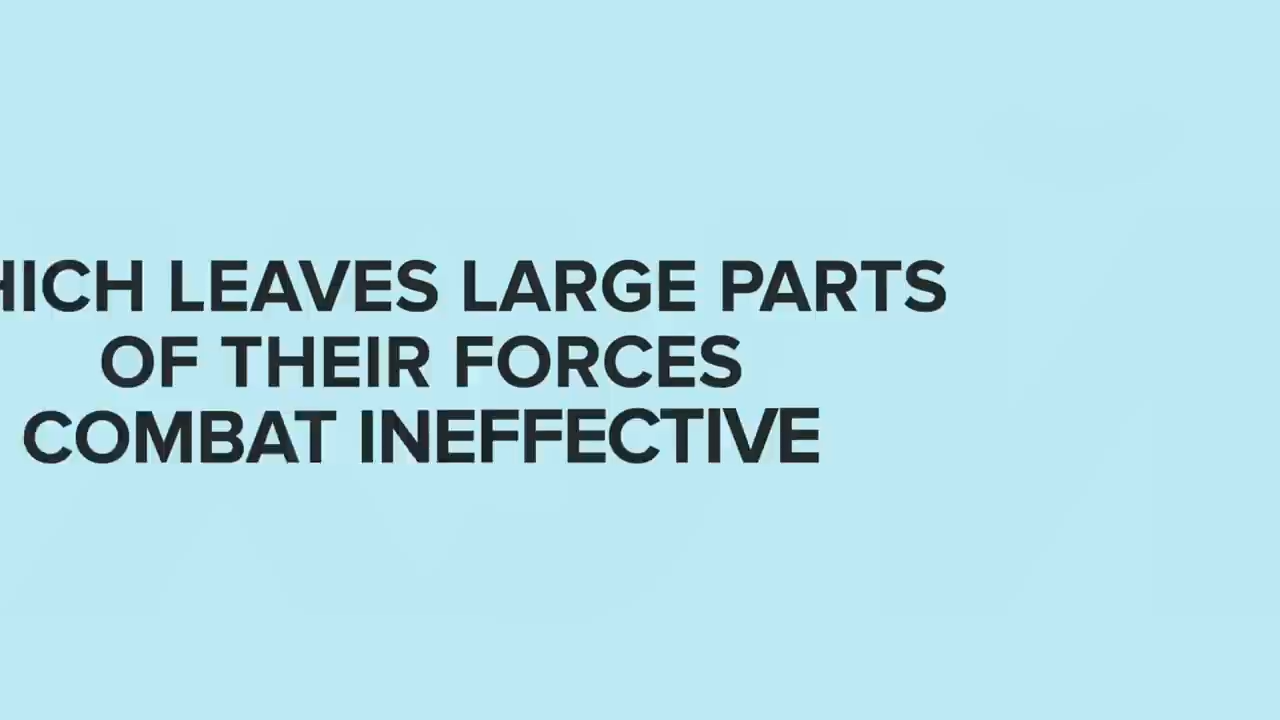 HICH LEAVES LARGE PARTS
OF THEIR FORCES
COMBAT INEFFECTIVE